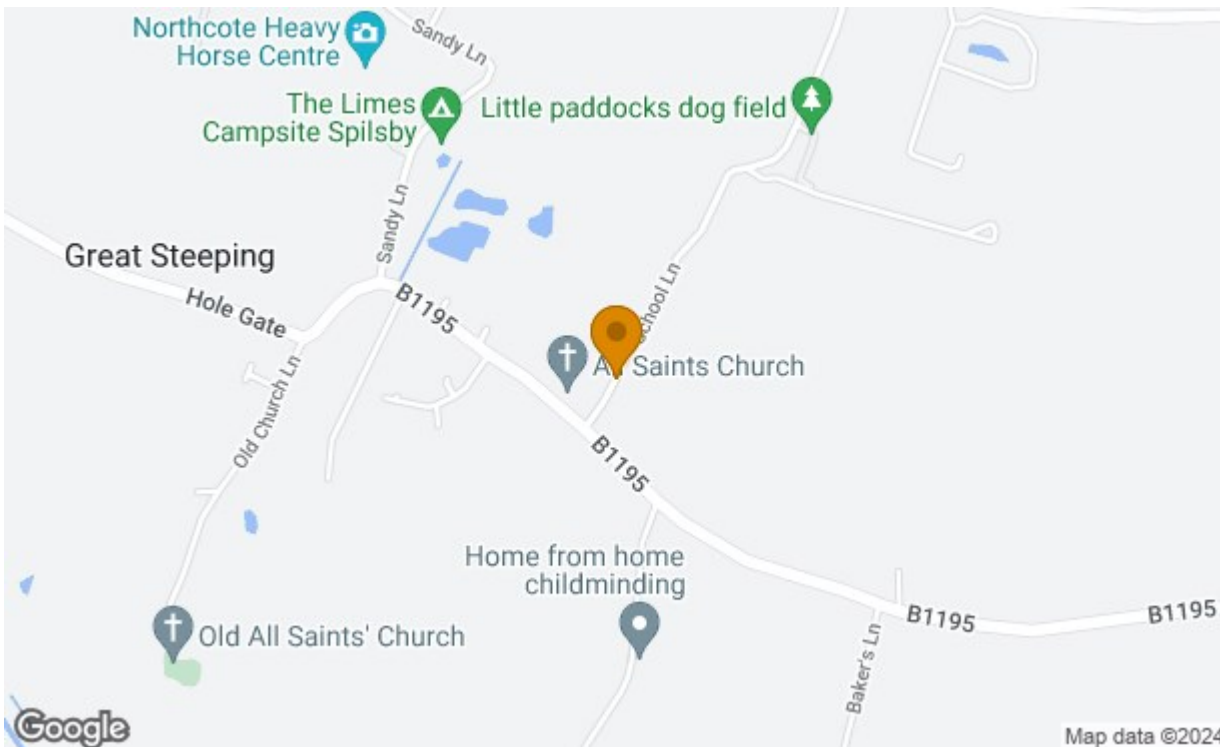 Northcote Heavy
Horse Centre
Sandy Ln
The Limes
Campsite Spilsby
Little paddocks dog field
Sandy Ln
Great Steeping
Hole Gate
B1195
School Ln
All Saints Church
Old Church Ln
B1195
Home from home
childminding
Old All Saints' Church
B1195
B1195
Baker's Ln
Google
Map data ©2024